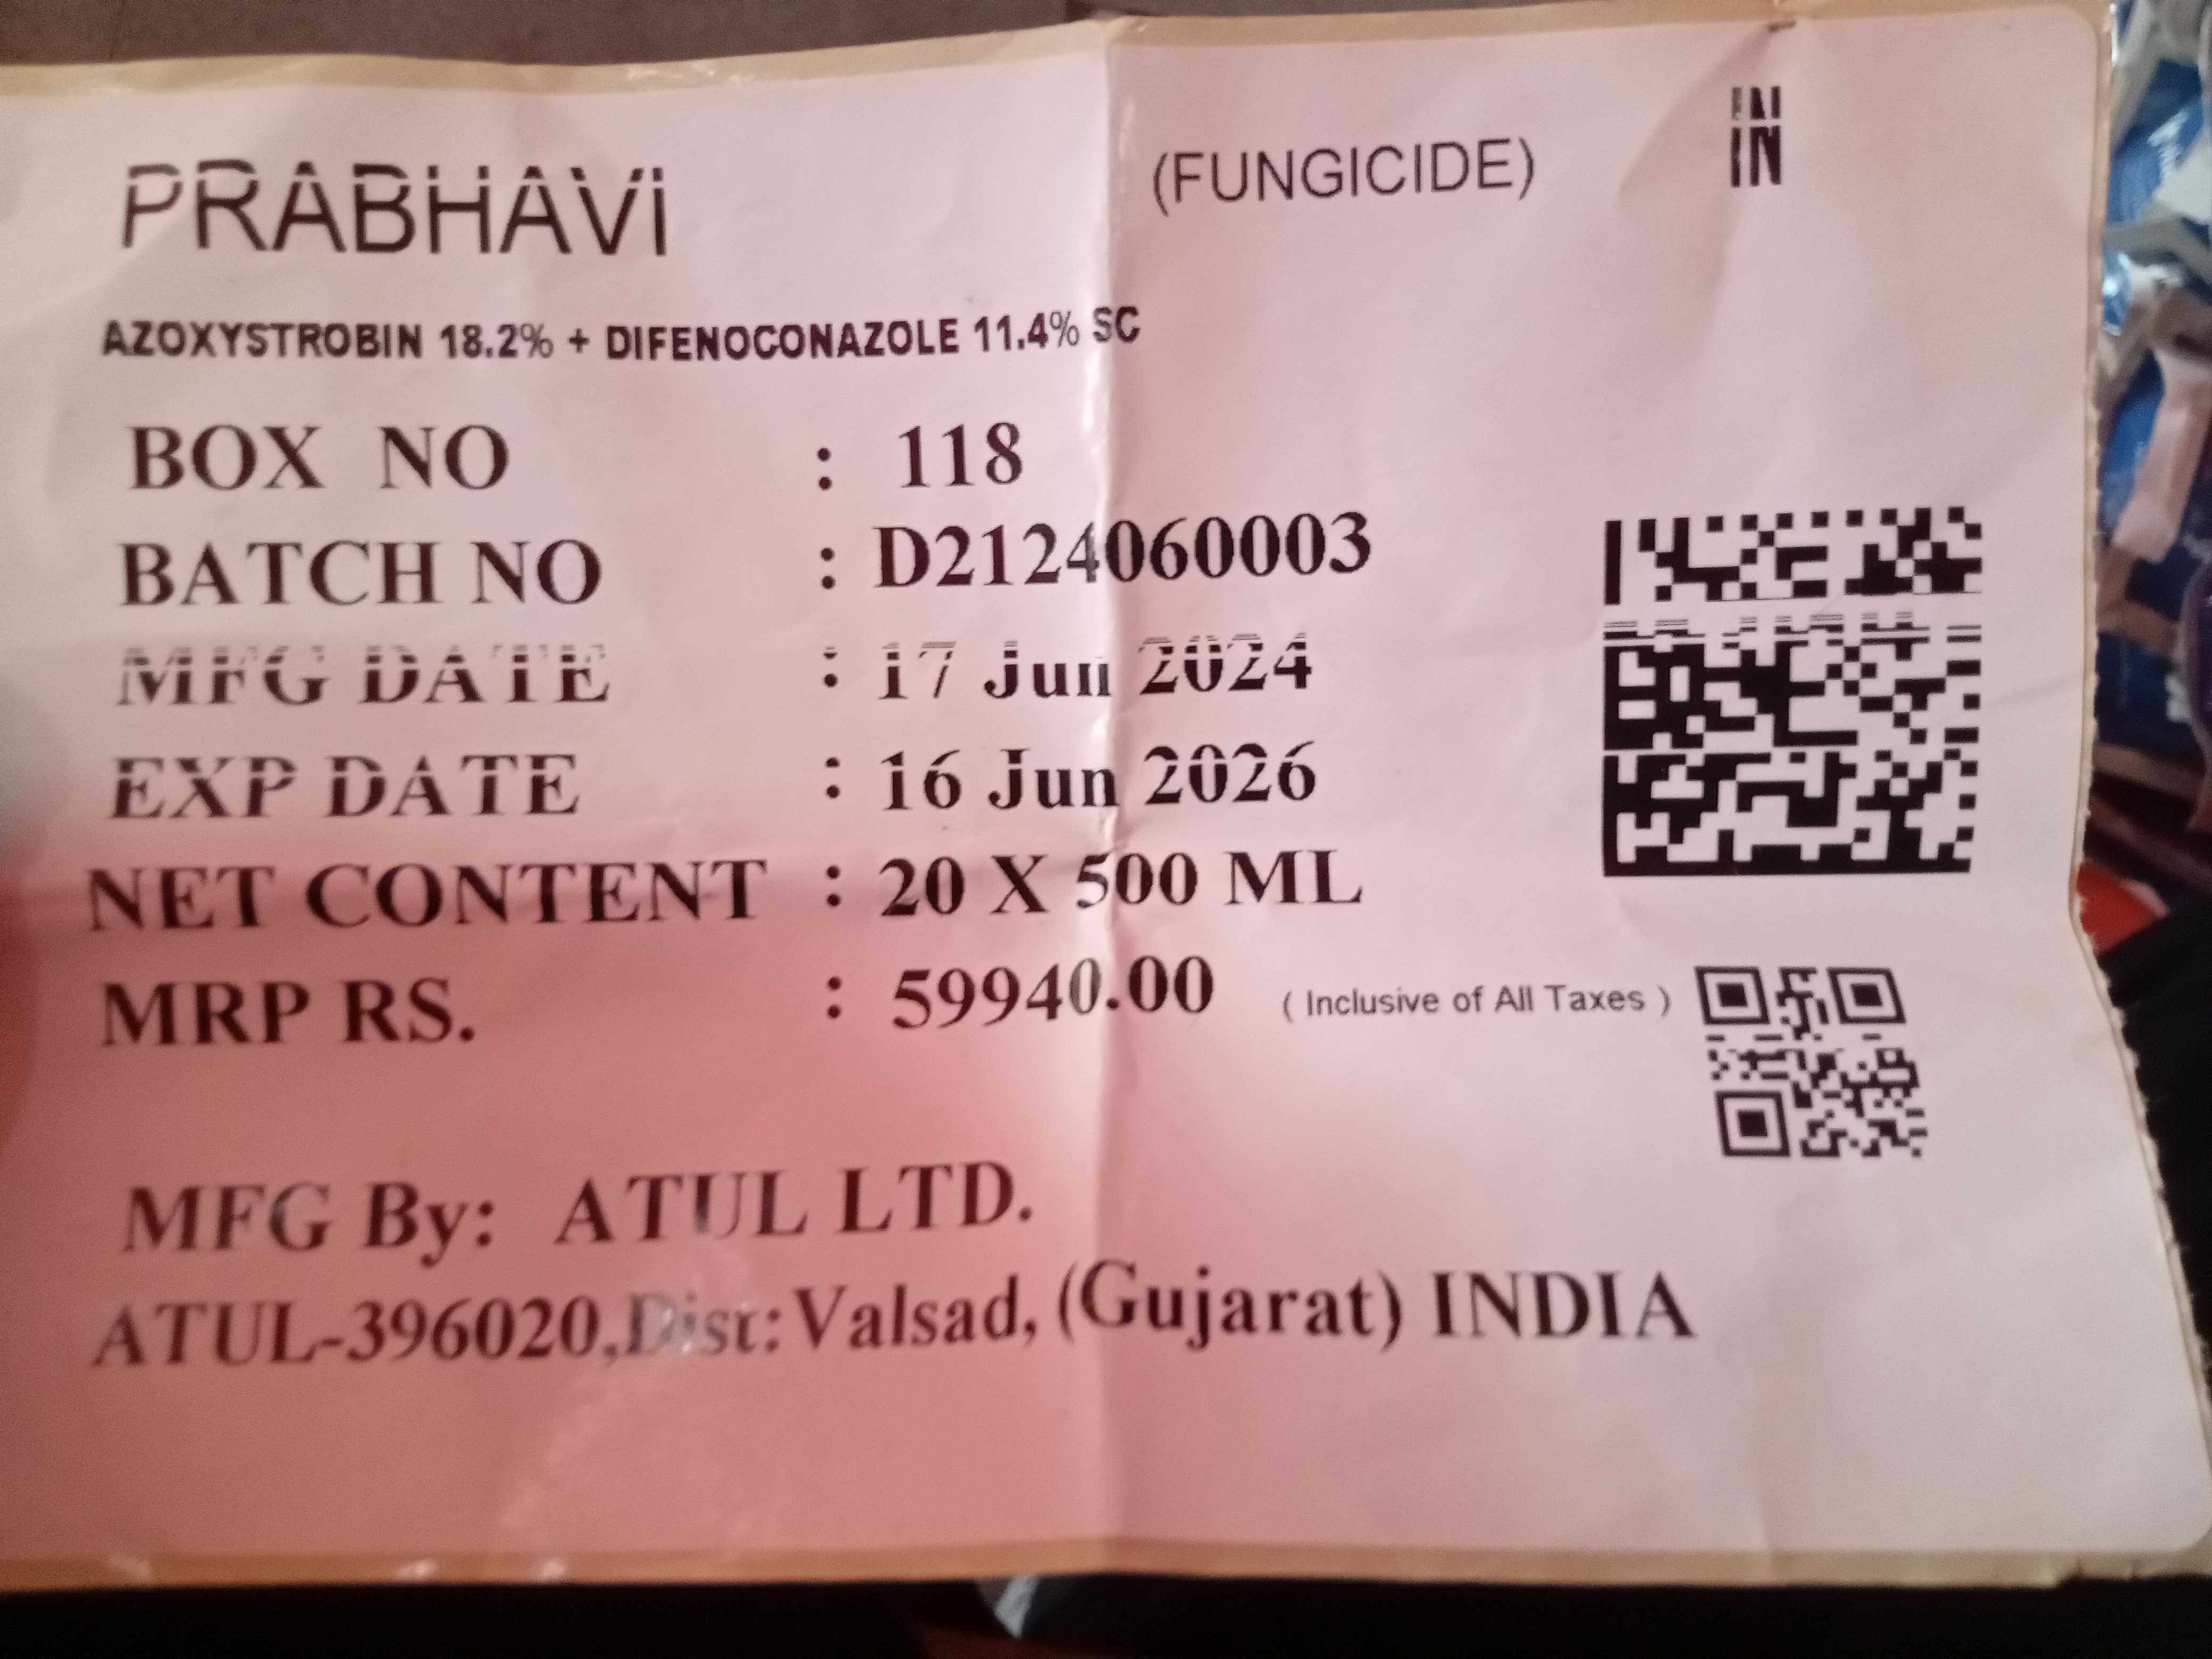 PRABHAVi (FUNGICIDE) IN
AZOXYSTROBIN 18.2% + DIFENOCONAZOLE 11.4% SC
BOX NO : 118
BATCH NO : D2124060003
MFG DATE : 17 Jun 2024
EXP DATE : 16 Jun 2026
NET CONTENT : 20 X 500 ML
MRP RS. : 59940.00 ( Inclusive of All Taxes )
MFG By: ATUL LTD.
ATUL-396020,Dist: Valsad, (Gujarat) INDIA